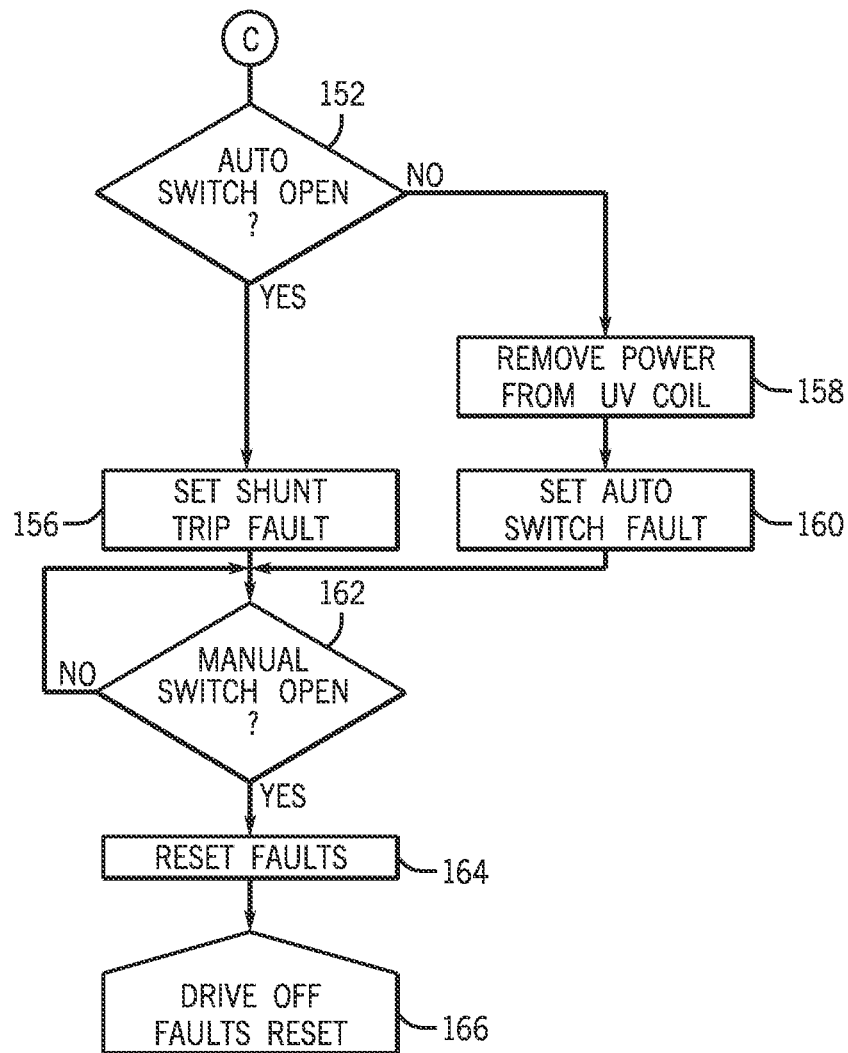 C
152
AUTO
SWITCH OPEN
?
NO
YES
REMOVE POWER
FROM UV COIL
158
SET SHUNT
TRIP FAULT
156
SET AUTO
SWITCH FAULT
160
162
MANUAL
SWITCH OPEN
?
NO
YES
RESET FAULTS
164
DRIVE OFF
FAULTS RESET
166